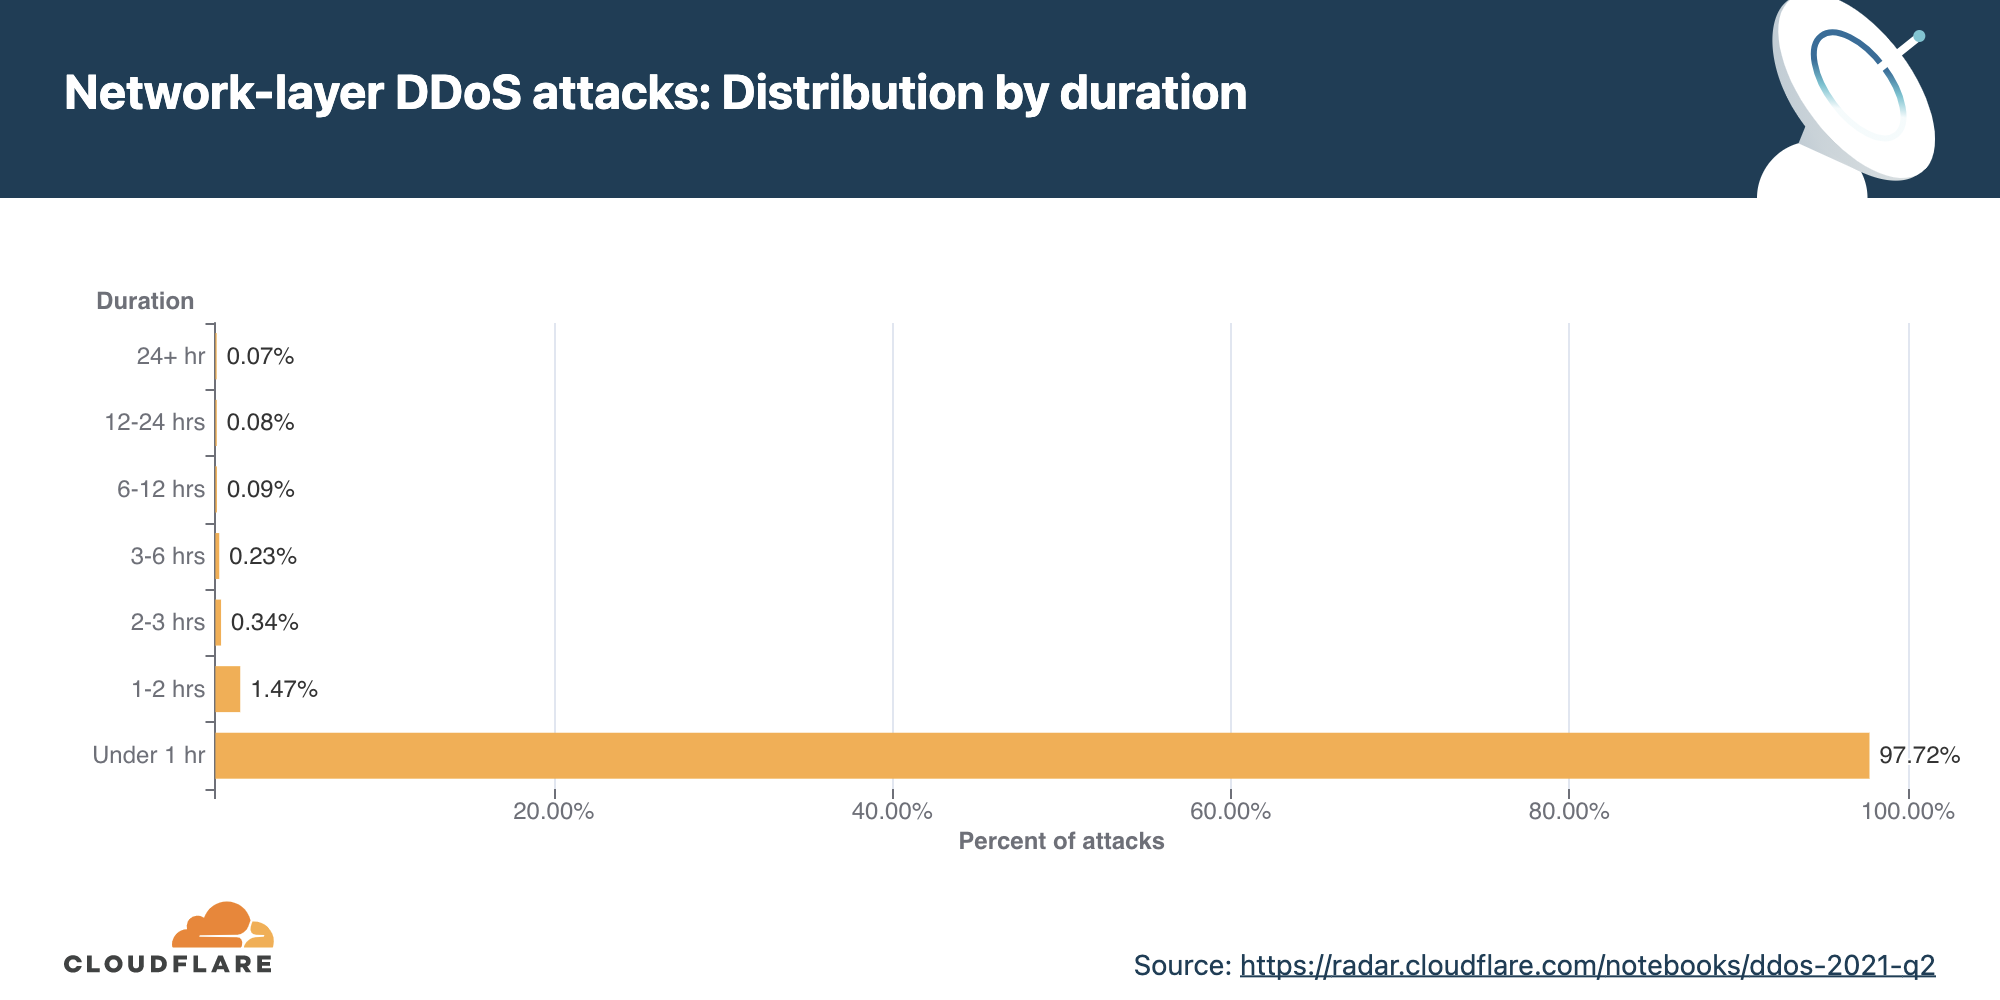 Network-layer DDoS attacks: Distribution by duration
Duration
24+ hr 0.07%
12-24 hrs 0.08%
6-12 hrs 0.09%
3-6 hrs 0.23%
2-3 hrs 0.34%
1-2 hrs 1.47%
Under 1 hr 97.72%
20.00% 40.00% 60.00% 80.00% 100.00%
Percent of attacks
CLOUDFLARE
Source: https://radar.cloudflare.com/notebooks/ddos-2021-q2